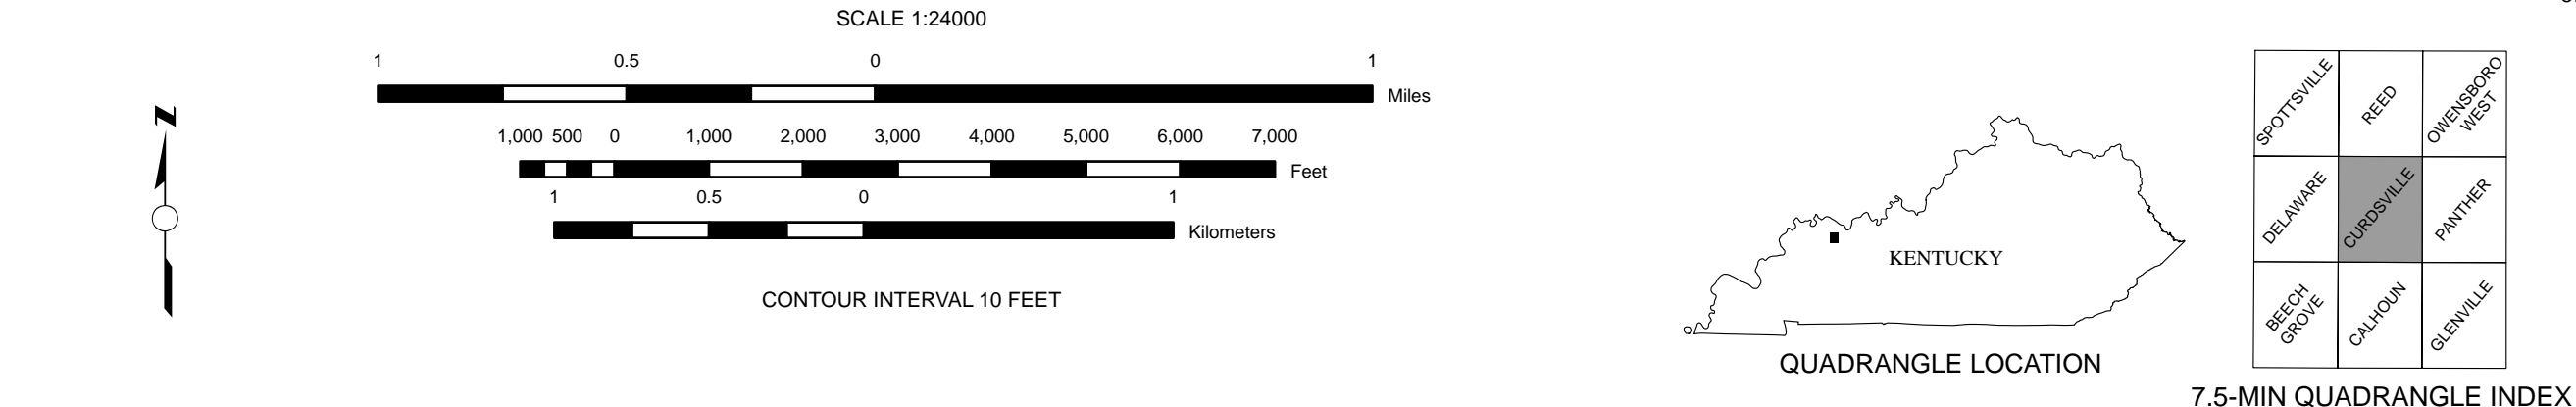 SCALE 1:24000
1 0.5 0 1
Miles
1,000 500 0 1,000 2,000 3,000 4,000 5,000 6,000 7,000
Feet
1 0.5 0 1
Kilometers
CONTOUR INTERVAL 10 FEET
N
KENTUCKY
QUADRANGLE LOCATION
SPOTTSVILLE
REED
OWENSBORO
WEST
DELAWARE
CURDSVILLE
PANTHER
BEECH
GROVE
CALHOUN
GLENVILLE
7.5-MIN QUADRANGLE INDEX